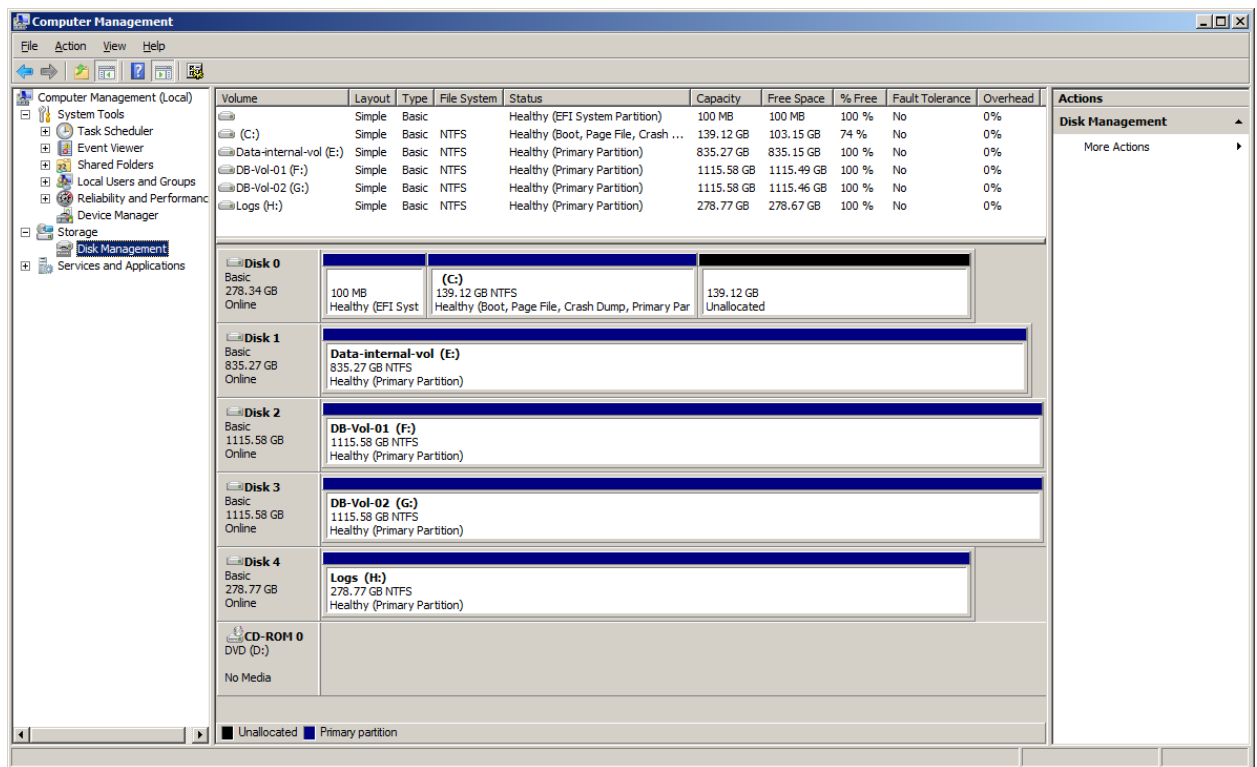 Computer Management
File Action View Help
Computer Management (Local)
System Tools
Task Scheduler
Event Viewer
Shared Folders
Local Users and Groups
Reliability and Performanc
Device Manager
Storage
Disk Management
Services and Applications
Volume Layout Type File System Status Capacity Free Space % Free Fault Tolerance Overhead
Simple Basic Healthy (EFI System Partition) 100 MB 100 MB 100 % No 0%
(C:) Simple Basic NTFS Healthy (Boot, Page File, Crash ... 139.12 GB 103.15 GB 74 % No 0%
Data-internal-vol (E:) Simple Basic NTFS Healthy (Primary Partition) 835.27 GB 835.15 GB 100 % No 0%
DB-Vol-01 (F:) Simple Basic NTFS Healthy (Primary Partition) 1115.58 GB 1115.49 GB 100 % No 0%
DB-Vol-02 (G:) Simple Basic NTFS Healthy (Primary Partition) 1115.58 GB 1115.46 GB 100 % No 0%
Logs (H:) Simple Basic NTFS Healthy (Primary Partition) 278.77 GB 278.67 GB 100 % No 0%
Disk 0
Basic
278.34 GB
Online
100 MB
Healthy (EFI Syst
(C:)
139.12 GB NTFS
Healthy (Boot, Page File, Crash Dump, Primary Par
139.12 GB
Unallocated
Disk 1
Basic
835.27 GB
Online
Data-internal-vol (E:)
835.27 GB NTFS
Healthy (Primary Partition)
Disk 2
Basic
1115.58 GB
Online
DB-Vol-01 (F:)
1115.58 GB NTFS
Healthy (Primary Partition)
Disk 3
Basic
1115.58 GB
Online
DB-Vol-02 (G:)
1115.58 GB NTFS
Healthy (Primary Partition)
Disk 4
Basic
278.77 GB
Online
Logs (H:)
278.77 GB NTFS
Healthy (Primary Partition)
CD-ROM 0
DVD (D:)
No Media
Unallocated Primary partition
Actions
Disk Management
More Actions